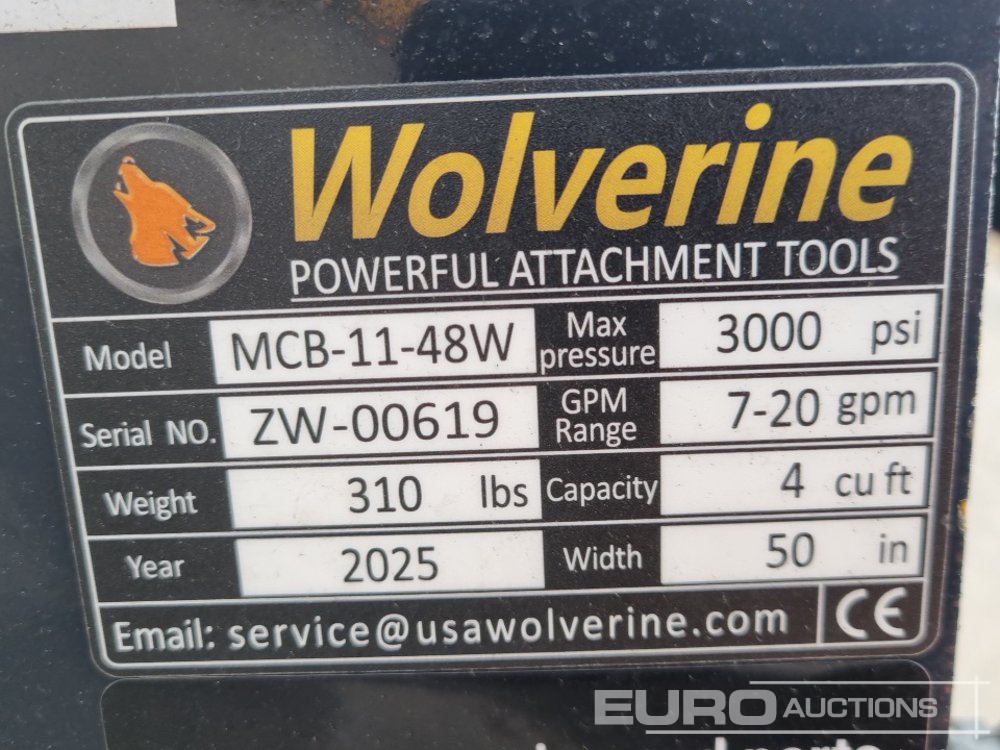 Wolverine
POWERFUL ATTACHMENT TOOLS
Model MCB-11-48W Max pressure 3000 psi
Serial NO. ZW-00619 GPM Range 7-20 gpm
Weight 310 lbs Capacity 4 cu ft
Year 2025 Width 50 in
Email: service@usawolverine.com CE
EURO AUCTIONS